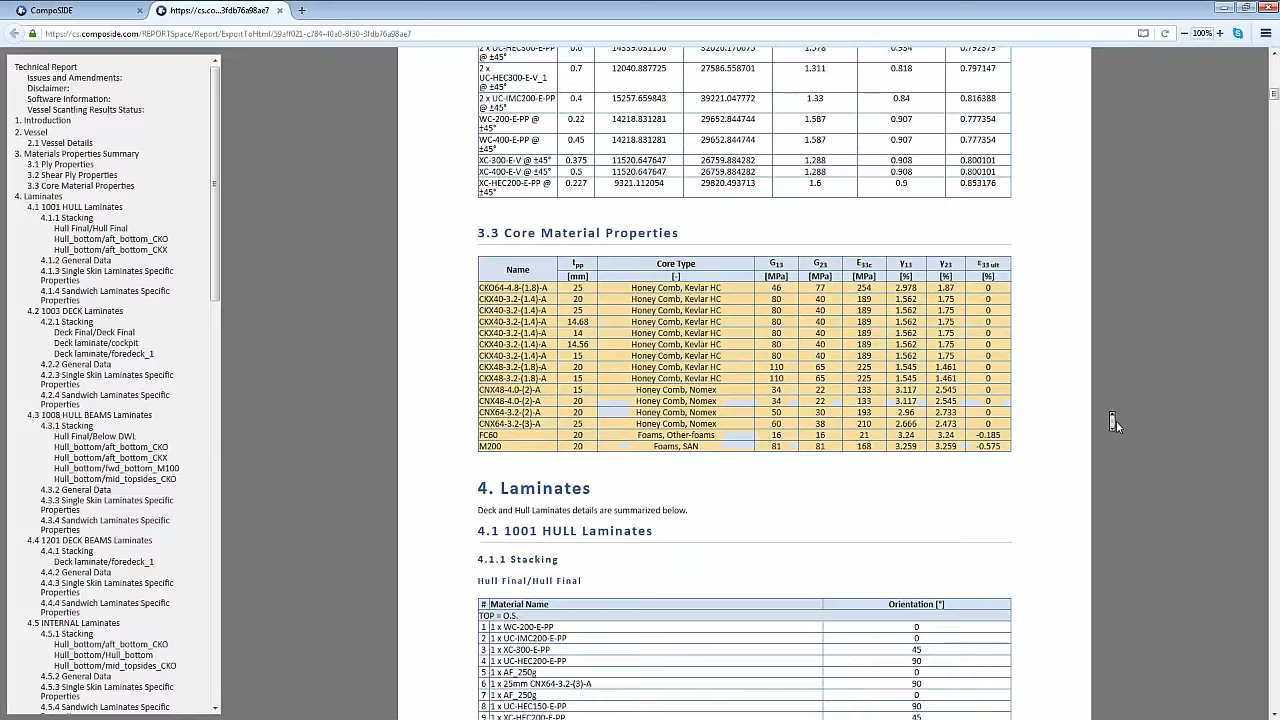 CompoSIDE
https://cs.co...3fdb76a98ae7
https://cs.composide.com/REPORTSpace/Report/ExportToHtml/59aff021-c784-40a0-8f30-3fdb76a98ae7
100%
Technical Report
Issues and Amendments:
Disclaimer:
Software Information:
Vessel Scantling Results Status:
1. Introduction
2. Vessel
2.1 Vessel Details
3. Materials Properties Summary
3.1 Ply Properties
3.2 Shear Ply Properties
3.3 Core Material Properties
4. Laminates
4.1 1001 HULL Laminates
4.1.1 Stacking
Hull Final/Hull Final
Hull_bottom/aft_bottom_CKO
Hull_bottom/aft_bottom_CKX
4.1.2 General Data
4.1.3 Single Skin Laminates Specific
Properties
4.1.4 Sandwich Laminates Specific
Properties
4.2 1003 DECK Laminates
4.2.1 Stacking
Deck Final/Deck Final
Deck laminate/cockpit
Deck laminate/foredeck_1
4.2.2 General Data
4.2.3 Single Skin Laminates Specific
Properties
4.2.4 Sandwich Laminates Specific
Properties
4.3 1008 HULL BEAMS Laminates
4.3.1 Stacking
Hull Final/Below DWL
Hull_bottom/aft_bottom_CKO
Hull_bottom/aft_bottom_CKX
Hull_bottom/fwd_bottom_M100
Hull_bottom/mid_topsides_CKO
4.3.2 General Data
4.3.3 Single Skin Laminates Specific
Properties
4.3.4 Sandwich Laminates Specific
Properties
4.4 1201 DECK BEAMS Laminates
4.4.1 Stacking
Deck laminate/foredeck_1
4.4.2 General Data
4.4.3 Single Skin Laminates Specific
Properties
4.4.4 Sandwich Laminates Specific
Properties
4.5 INTERNAL Laminates
4.5.1 Stacking
Hull_bottom/aft_bottom_CKO
Hull_bottom/Hull_bottom
Hull_bottom/mid_topsides_CKO
4.5.2 General Data
4.5.3 Single Skin Laminates Specific
Properties
4.5.4 Sandwich Laminates Specific
2 x UC-HEC300-E-PP 0.6 14539.031156 32020.170075 1.578 0.934 0.792879
@ ±45°
2 x 0.7 12040.887725 27586.558701 1.311 0.818 0.797147
UC-HEC300-E-V_1
@ ±45°
2 x UC-IMC200-E-PP 0.4 15257.659843 39221.047772 1.33 0.84 0.816388
@ ±45°
WC-200-E-PP @ 0.22 14218.831281 29652.844744 1.587 0.907 0.777354
±45°
WC-400-E-PP @ 0.45 14218.831281 29652.844744 1.587 0.907 0.777354
±45°
XC-300-E-V @ ±45° 0.375 11520.647647 26759.884282 1.288 0.908 0.800101
XC-400-E-V @ ±45° 0.5 11520.647647 26759.884282 1.288 0.908 0.800101
XC-HEC200-E-PP @ 0.227 9321.112054 29820.493713 1.6 0.9 0.853176
±45°
3.3 Core Material Properties
Name tpp Core Type G13 G23 E33c γ13 γ23 ε33 ult
[mm] [-] [MPa] [MPa] [MPa] [%] [%] [%]
CKO64-4.8-(1.8)-A 25 Honey Comb, Kevlar HC 46 77 254 2.978 1.87 0
CKX40-3.2-(1.4)-A 20 Honey Comb, Kevlar HC 80 40 189 1.562 1.75 0
CKX40-3.2-(1.4)-A 25 Honey Comb, Kevlar HC 80 40 189 1.562 1.75 0
CKX40-3.2-(1.4)-A 14.68 Honey Comb, Kevlar HC 80 40 189 1.562 1.75 0
CKX40-3.2-(1.4)-A 14 Honey Comb, Kevlar HC 80 40 189 1.562 1.75 0
CKX40-3.2-(1.4)-A 14.56 Honey Comb, Kevlar HC 80 40 189 1.562 1.75 0
CKX40-3.2-(1.4)-A 15 Honey Comb, Kevlar HC 80 40 189 1.562 1.75 0
CKX48-3.2-(1.8)-A 20 Honey Comb, Kevlar HC 110 65 225 1.545 1.461 0
CKX48-3.2-(1.8)-A 15 Honey Comb, Kevlar HC 110 65 225 1.545 1.461 0
CNX48-4.0-(2)-A 15 Honey Comb, Nomex 34 22 133 3.117 2.545 0
CNX48-4.0-(2)-A 20 Honey Comb, Nomex 34 22 133 3.117 2.545 0
CNX64-3.2-(2)-A 20 Honey Comb, Nomex 50 30 193 2.96 2.733 0
CNX64-3.2-(3)-A 25 Honey Comb, Nomex 60 38 210 2.666 2.473 0
FC60 20 Foams, Other-foams 16 16 21 3.24 3.24 -0.185
M200 20 Foams, SAN 81 81 168 3.259 3.259 -0.575
4. Laminates
Deck and Hull Laminates details are summarized below.
4.1 1001 HULL Laminates
4.1.1 Stacking
Hull Final/Hull Final
# Material Name Orientation [°]
TOP = O.S.
1 1 x WC-200-E-PP 0
2 1 x UC-IMC200-E-PP 0
3 1 x XC-300-E-PP 45
4 1 x UC-HEC200-E-PP 90
5 1 x AF_250g 0
6 1 x 25mm CNX64-3.2-(3)-A 90
7 1 x AF_250g 0
8 1 x UC-HEC150-E-PP 90
9 1 x XC-HEC200-E-PP 45